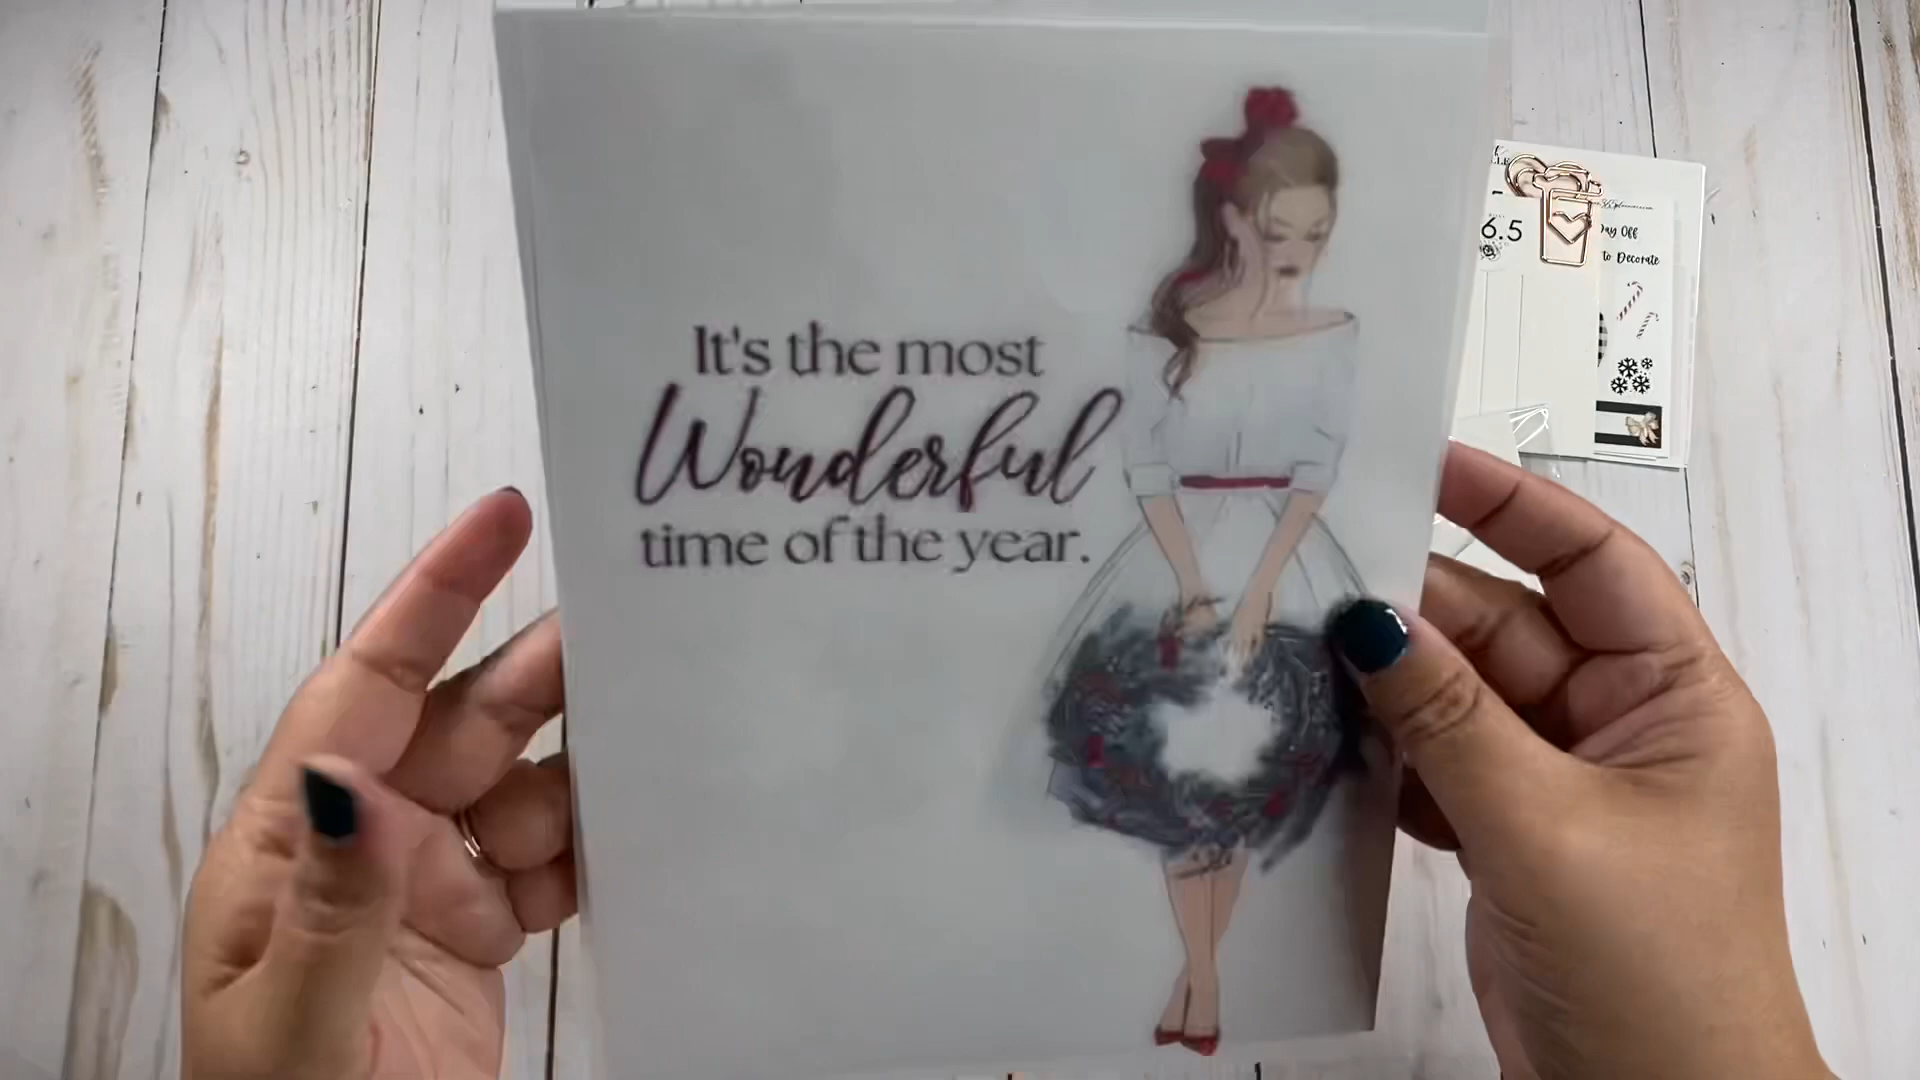 It's the most
Wonderful
time of the year.
6.5
Day Off
to Decorate